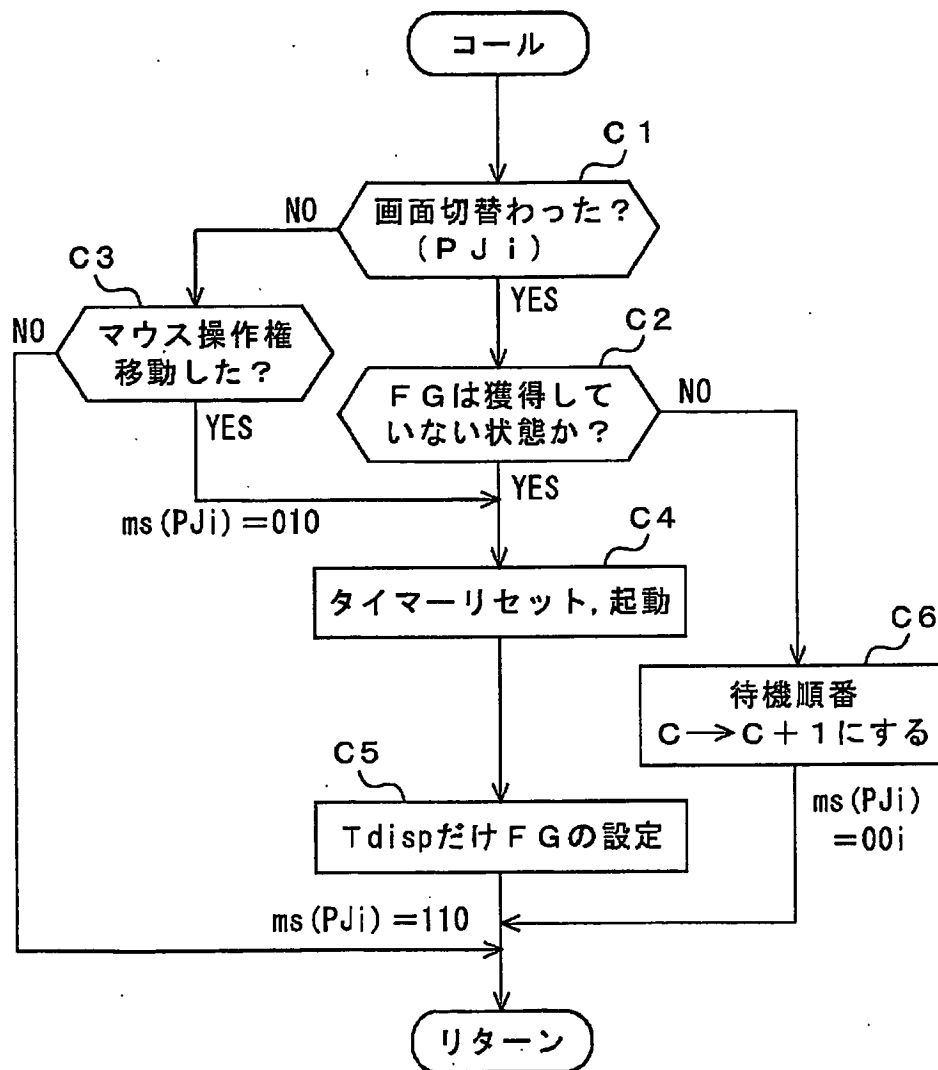 コール
C1
画面切替わった？
(PJi)
NO
YES
C3
マウス操作権
移動した？
NO
YES
C2
FGは獲得して
いない状態か？
NO
YES
ms(PJi)=010
C4
タイマーリセット,起動
C6
待機順番
C→C+1にする
C5
TdispだけFGの設定
ms(PJi)
=00i
ms(PJi)=110
リターン